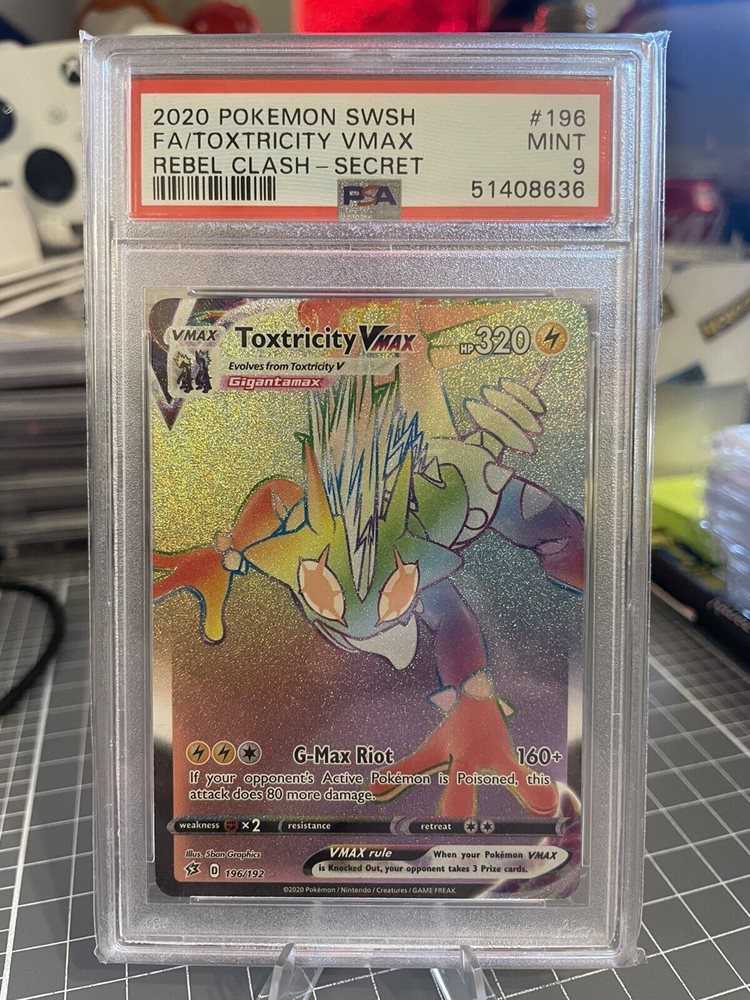 2020 POKEMON SWSH #196
FA/TOXTRICITY VMAX MINT
REBEL CLASH - SECRET 9
PSA 51408636
VMAX Toxtricity VMAX HP 320
Evolves from Toxtricity V
Gigantamax
G-Max Riot 160+
If your opponent's Active Pokémon is Poisoned, this
attack does 80 more damage.
weakness ×2 resistance retreat
Illus. 5ban Graphics
VMAX rule When your Pokémon VMAX
is Knocked Out, your opponent takes 3 Prize cards.
D 196/192
©2020 Pokémon / Nintendo / Creatures / GAME FREAK